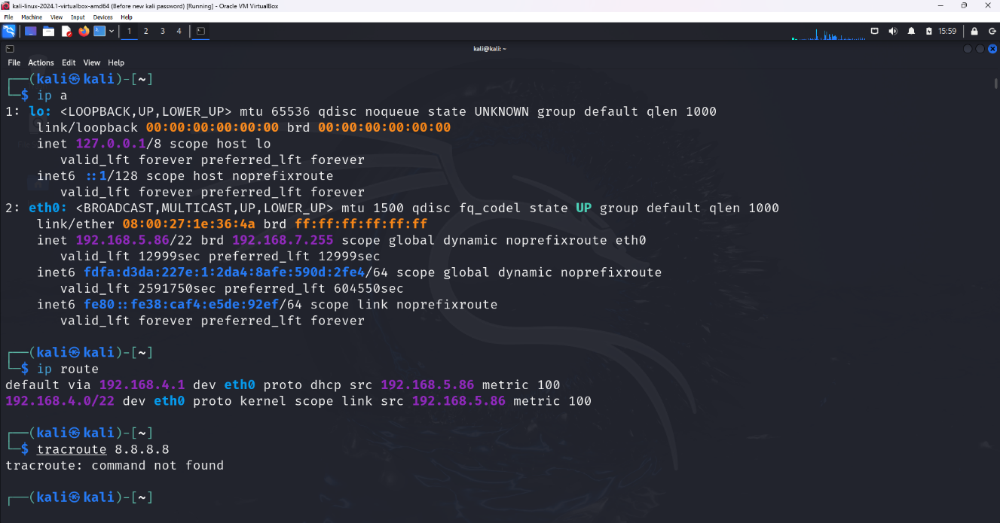 kali-linux-2024.1-virtualbox-amd64 (Before new kali password) [Running] - Oracle VM VirtualBox
File Machine View Input Devices Help
1 2 3 4 15:59
kali@kali: ~
File Actions Edit View Help
┌──(kali㉿kali)-[~]
└─$ ip a
1: lo: <LOOPBACK,UP,LOWER_UP> mtu 65536 qdisc noqueue state UNKNOWN group default qlen 1000
    link/loopback 00:00:00:00:00:00 brd 00:00:00:00:00:00
    inet 127.0.0.1/8 scope host lo
       valid_lft forever preferred_lft forever
    inet6 ::1/128 scope host noprefixroute
       valid_lft forever preferred_lft forever
2: eth0: <BROADCAST,MULTICAST,UP,LOWER_UP> mtu 1500 qdisc fq_codel state UP group default qlen 1000
    link/ether 08:00:27:1e:36:4a brd ff:ff:ff:ff:ff:ff
    inet 192.168.5.86/22 brd 192.168.7.255 scope global dynamic noprefixroute eth0
       valid_lft 12999sec preferred_lft 12999sec
    inet6 fdfa:d3da:227e:1:2da4:8afe:590d:2fe4/64 scope global dynamic noprefixroute
       valid_lft 2591750sec preferred_lft 604550sec
    inet6 fe80::fe38:caf4:e5de:92ef/64 scope link noprefixroute
       valid_lft forever preferred_lft forever
┌──(kali㉿kali)-[~]
└─$ ip route
default via 192.168.4.1 dev eth0 proto dhcp src 192.168.5.86 metric 100
192.168.4.0/22 dev eth0 proto kernel scope link src 192.168.5.86 metric 100
┌──(kali㉿kali)-[~]
└─$ tracroute 8.8.8.8
tracroute: command not found
┌──(kali㉿kali)-[~]